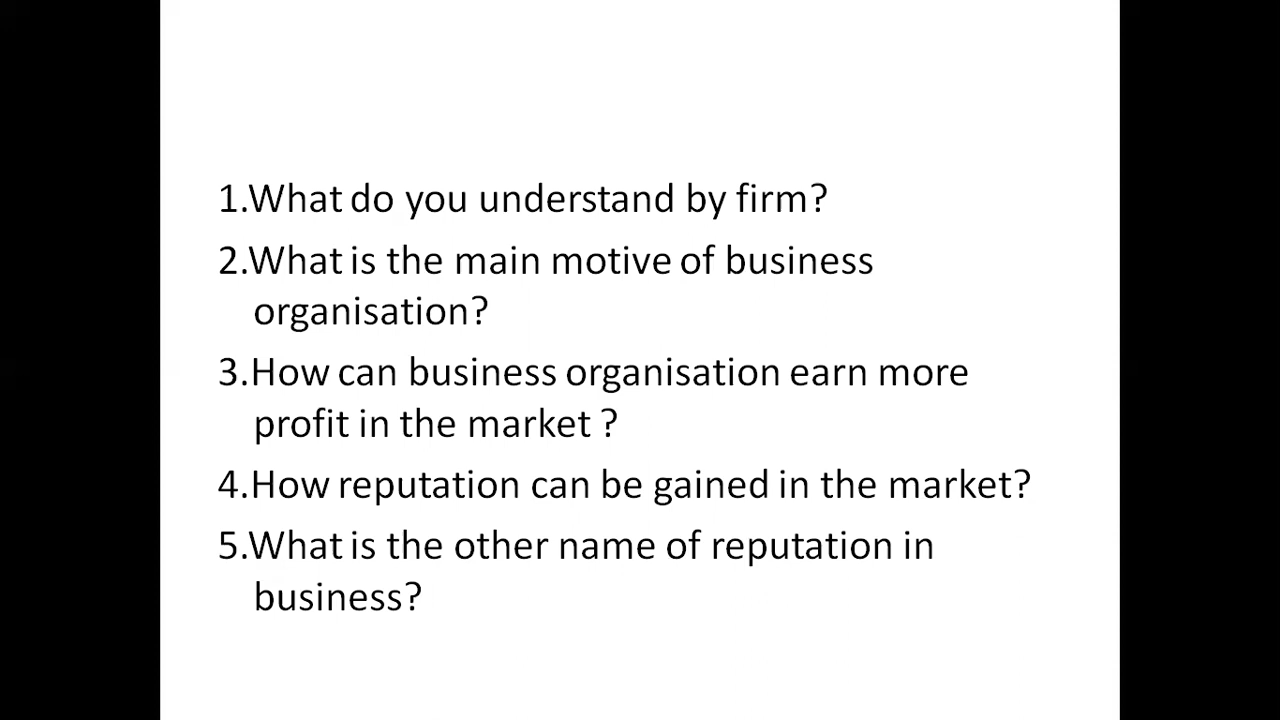 1.What do you understand by firm?
2.What is the main motive of business
organisation?
3.How can business organisation earn more
profit in the market ?
4.How reputation can be gained in the market?
5.What is the other name of reputation in
business?